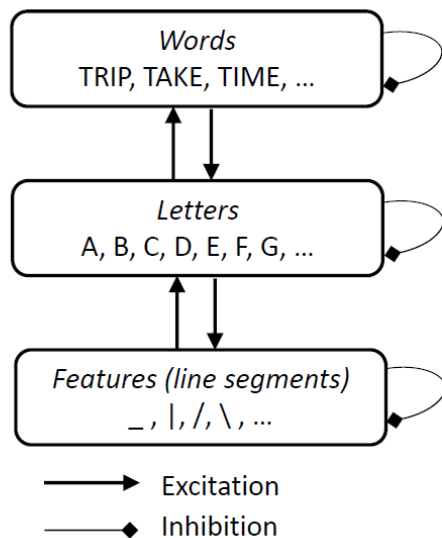 Words
TRIP, TAKE, TIME, ...
Letters
A, B, C, D, E, F, G, ...
Features (line segments)
_ , |, /, \ , ...
Excitation
Inhibition